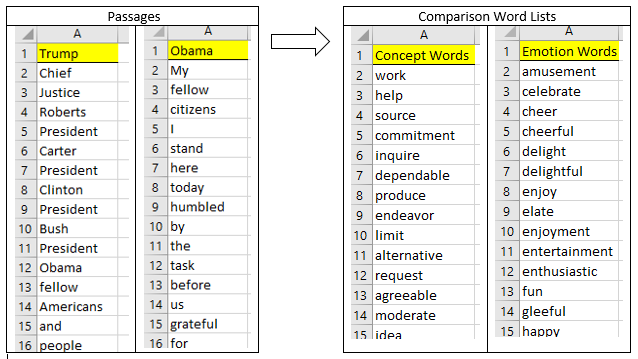 Passages
Comparison Word Lists
A
1 Trump
2 Chief
3 Justice
4 Roberts
5 President
6 Carter
7 President
8 Clinton
9 President
10 Bush
11 President
12 Obama
13 fellow
14 Americans
15 and
16 people
A
1 Obama
2 My
3 fellow
4 citizens
5 I
6 stand
7 here
8 today
9 humbled
10 by
11 the
12 task
13 before
14 us
15 grateful
16 for
A
1 Concept Words
2 work
3 help
4 source
5 commitment
6 inquire
7 dependable
8 produce
9 endeavor
10 limit
11 alternative
12 request
13 agreeable
14 moderate
15 idea
A
1 Emotion Words
2 amusement
3 celebrate
4 cheer
5 cheerful
6 delight
7 delightful
8 enjoy
9 elate
10 enjoyment
11 entertainment
12 enthusiastic
13 fun
14 gleeful
15 happy